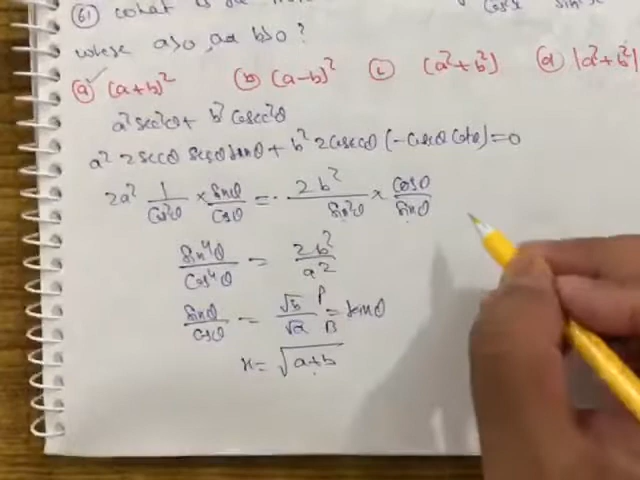 61) what is
cos²x sin²x
where a>0, and b>0 ?
(a) (a+b)² (b) (a-b)² (c) (a²+b²) (d) |a²+b²|
a² sec²θ + b² cosec²θ
a² 2secθ secθ tanθ + b² 2cosecθ (-cosecθ cotθ) = 0
2a² 1/cos²θ × sinθ/cosθ = - 2b²/sin²θ × cosθ/sinθ
sin⁴θ/cos⁴θ = 2b²/a²
sinθ/cosθ = √b/√a P/B = tanθ
H = √a+b